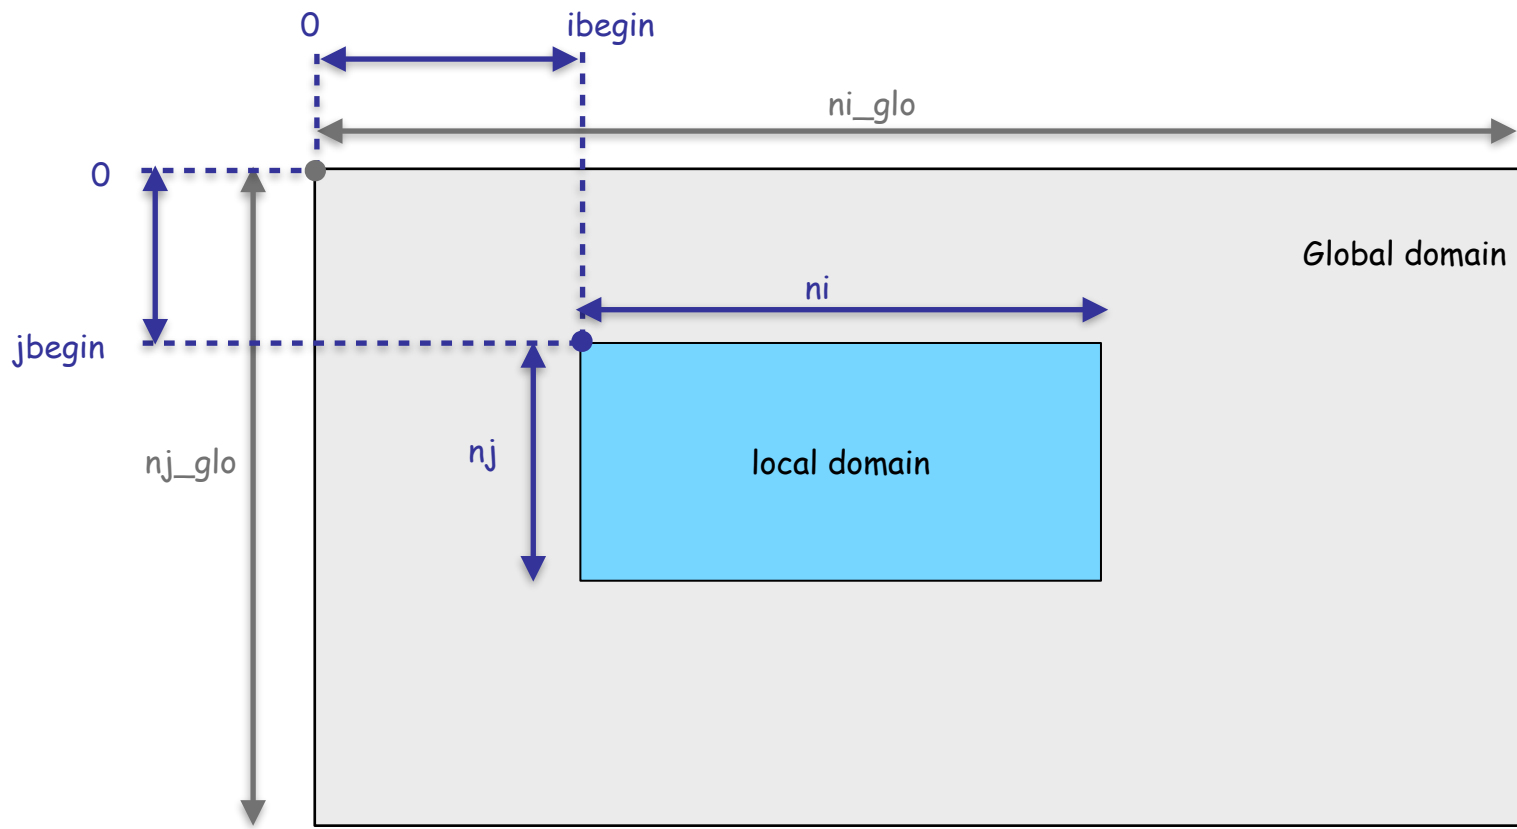 0
ibegin
ni_glo
0
Global domain
ni
jbegin
nj
nj_glo
local domain